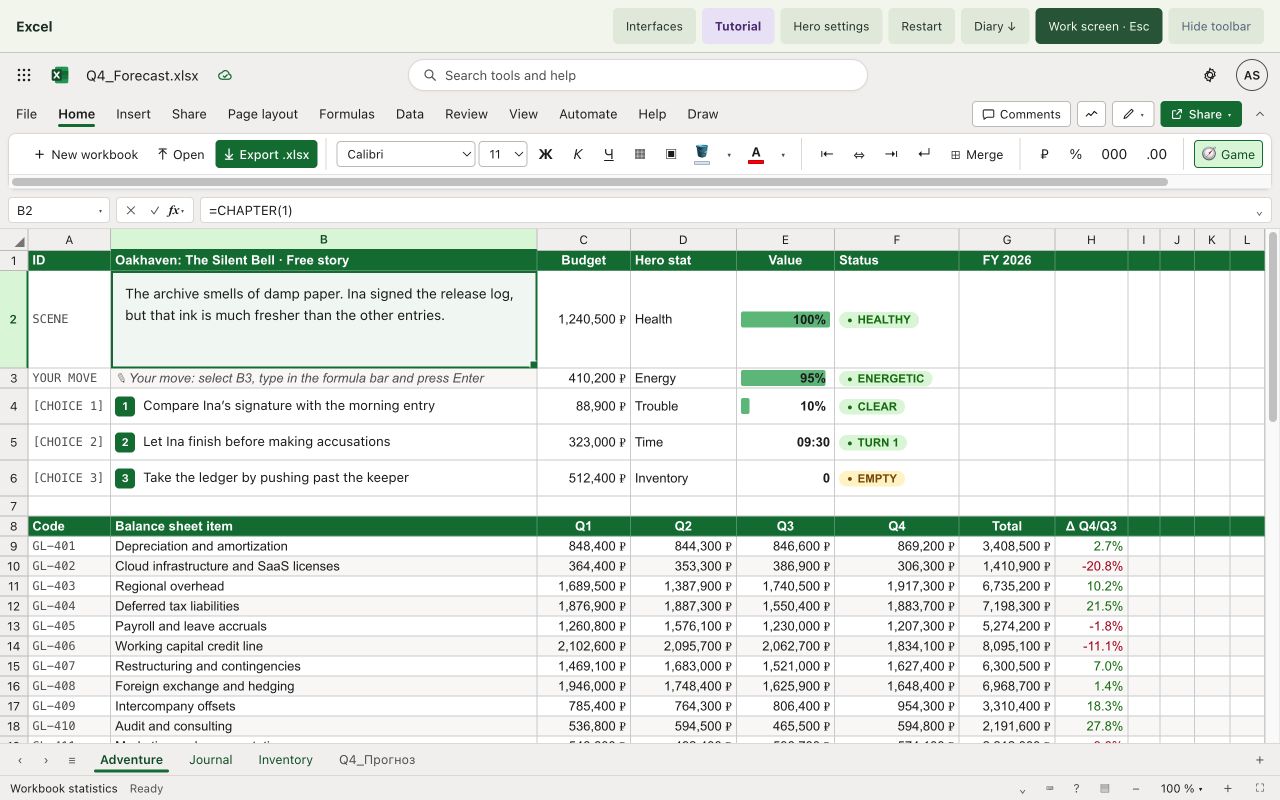 Excel
Interfaces
Tutorial
Hero settings
Restart
Diary ↓
Work screen · Esc
Hide toolbar
Q4_Forecast.xlsx
Search tools and help
AS
File Home Insert Share Page layout Formulas Data Review View Automate Help Draw
Comments
Share
+ New workbook
Open
Export .xlsx
Calibri
11
Ж К Ч
A
Merge
₽ % 000 .00
Game
B2
fx
=CHAPTER(1)
A B C D E F G H I J K L
1 ID Oakhaven: The Silent Bell · Free story Budget Hero stat Value Status FY 2026
2 SCENE The archive smells of damp paper. Ina signed the release log,
but that ink is much fresher than the other entries.
1,240,500 ₽ Health 100% • HEALTHY
3 YOUR MOVE ✎ Your move: select B3, type in the formula bar and press Enter 410,200 ₽ Energy 95% • ENERGETIC
4 [CHOICE 1] 1 Compare Ina's signature with the morning entry 88,900 ₽ Trouble 10% • CLEAR
5 [CHOICE 2] 2 Let Ina finish before making accusations 323,000 ₽ Time 09:30 • TURN 1
6 [CHOICE 3] 3 Take the ledger by pushing past the keeper 512,400 ₽ Inventory 0 • EMPTY
7
8 Code Balance sheet item Q1 Q2 Q3 Q4 Total Δ Q4/Q3
9 GL-401 Depreciation and amortization 848,400 ₽ 844,300 ₽ 846,600 ₽ 869,200 ₽ 3,408,500 ₽ 2.7%
10 GL-402 Cloud infrastructure and SaaS licenses 364,400 ₽ 353,300 ₽ 386,900 ₽ 306,300 ₽ 1,410,900 ₽ -20.8%
11 GL-403 Regional overhead 1,689,500 ₽ 1,387,900 ₽ 1,740,500 ₽ 1,917,300 ₽ 6,735,200 ₽ 10.2%
12 GL-404 Deferred tax liabilities 1,876,900 ₽ 1,887,300 ₽ 1,550,400 ₽ 1,883,700 ₽ 7,198,300 ₽ 21.5%
13 GL-405 Payroll and leave accruals 1,260,800 ₽ 1,576,100 ₽ 1,230,000 ₽ 1,207,300 ₽ 5,274,200 ₽ -1.8%
14 GL-406 Working capital credit line 2,102,600 ₽ 2,095,700 ₽ 2,062,700 ₽ 1,834,100 ₽ 8,095,100 ₽ -11.1%
15 GL-407 Restructuring and contingencies 1,469,100 ₽ 1,683,000 ₽ 1,521,000 ₽ 1,627,400 ₽ 6,300,500 ₽ 7.0%
16 GL-408 Foreign exchange and hedging 1,946,000 ₽ 1,748,400 ₽ 1,625,900 ₽ 1,648,400 ₽ 6,968,700 ₽ 1.4%
17 GL-409 Intercompany offsets 785,400 ₽ 764,300 ₽ 806,400 ₽ 954,300 ₽ 3,310,400 ₽ 18.3%
18 GL-410 Audit and consulting 536,800 ₽ 594,500 ₽ 465,500 ₽ 594,800 ₽ 2,191,600 ₽ 27.8%
Adventure Journal Inventory Q4_Прогноз
Workbook statistics Ready
? − 100 % +